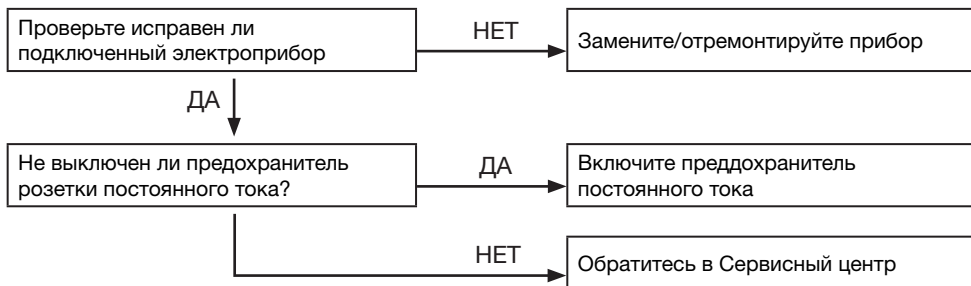 Проверьте исправен ли
подключенный электроприбор
НЕТ
Замените/отремонтируйте прибор
ДА
Не выключен ли предохранитель
розетки постоянного тока?
ДА
Включите преддохранитель
постоянного тока
НЕТ
Обратитесь в Сервисный центр